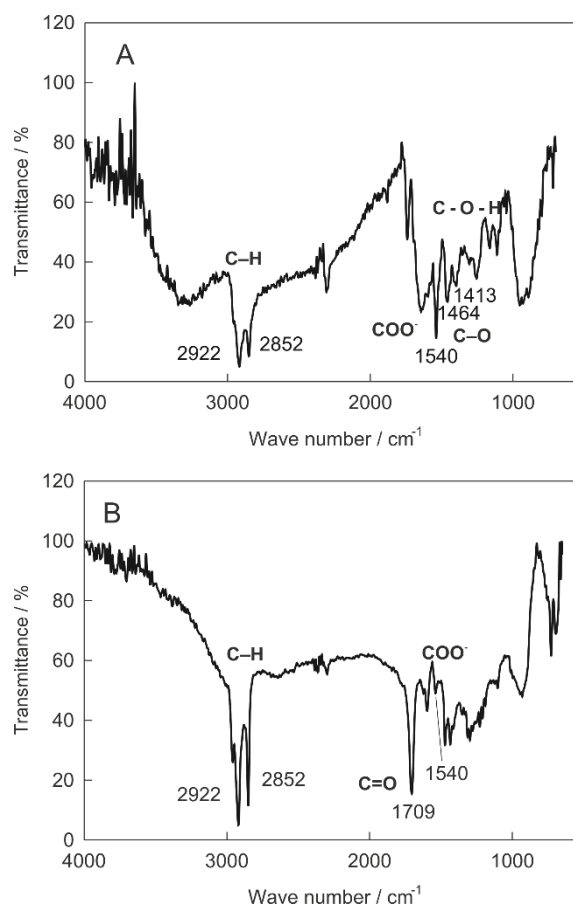 A
Transmittance / %
120
100
80
60
40
20
0
C - O - H
C–H
1413
1464
COO-
C–O
2922
2852
1540
4000 3000 2000 1000
Wave number / cm-1
B
Transmittance / %
120
100
80
60
40
20
0
C–H
COO-
1540
2922
2852
C=O
1709
4000 3000 2000 1000
Wave number / cm-1